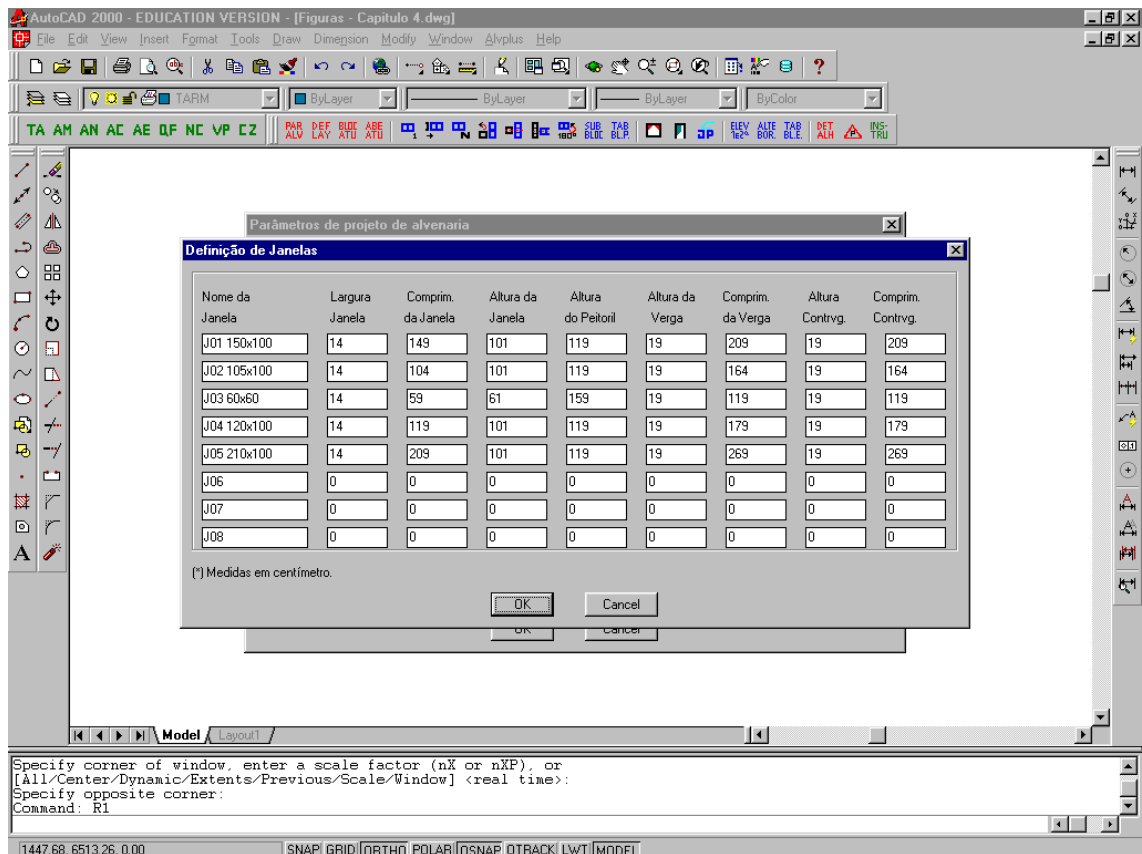 AutoCAD 2000 - EDUCATION VERSION - [Figuras - Capitulo 4.dwg]
File Edit View Insert Format Tools Draw Dimension Modify Window Alvplus Help
TARM ByLayer ByLayer ByLayer ByColor
TA AM AN AC AE QF NC VP CZ PAR ALV DEF LAY BLOC ATU ABE ATU 1 N 180º SUB BLOC TAB BLP. JP ELEV 1e2ª ALTE BOR. TAB BLE. DET ALH P INS- TRU
Parâmetros de projeto de alvenaria
Definição de Janelas
Nome da Largura Comprim. Altura da Altura Altura da Comprim. Altura Comprim.
Janela Janela da Janela Janela do Peitoril Verga da Verga Contrvg. Contrvg.
J01 150x100 14 149 101 119 19 209 19 209
J02 105x100 14 104 101 119 19 164 19 164
J03 60x60 14 59 61 159 19 119 19 119
J04 120x100 14 119 101 119 19 179 19 179
J05 210x100 14 209 101 119 19 269 19 269
J06 0 0 0 0 0 0 0 0
J07 0 0 0 0 0 0 0 0
J08 0 0 0 0 0 0 0 0
(*) Medidas em centímetro.
OK Cancel
OK Cancel
Model Layout1
Specify corner of window, enter a scale factor (nX or nXP), or
[All/Center/Dynamic/Extents/Previous/Scale/Window] <real time>:
Specify opposite corner:
Command: R1
1447.68, 6513.26, 0.00 SNAP GRID ORTHO POLAR OSNAP OTRACK LWT MODEL